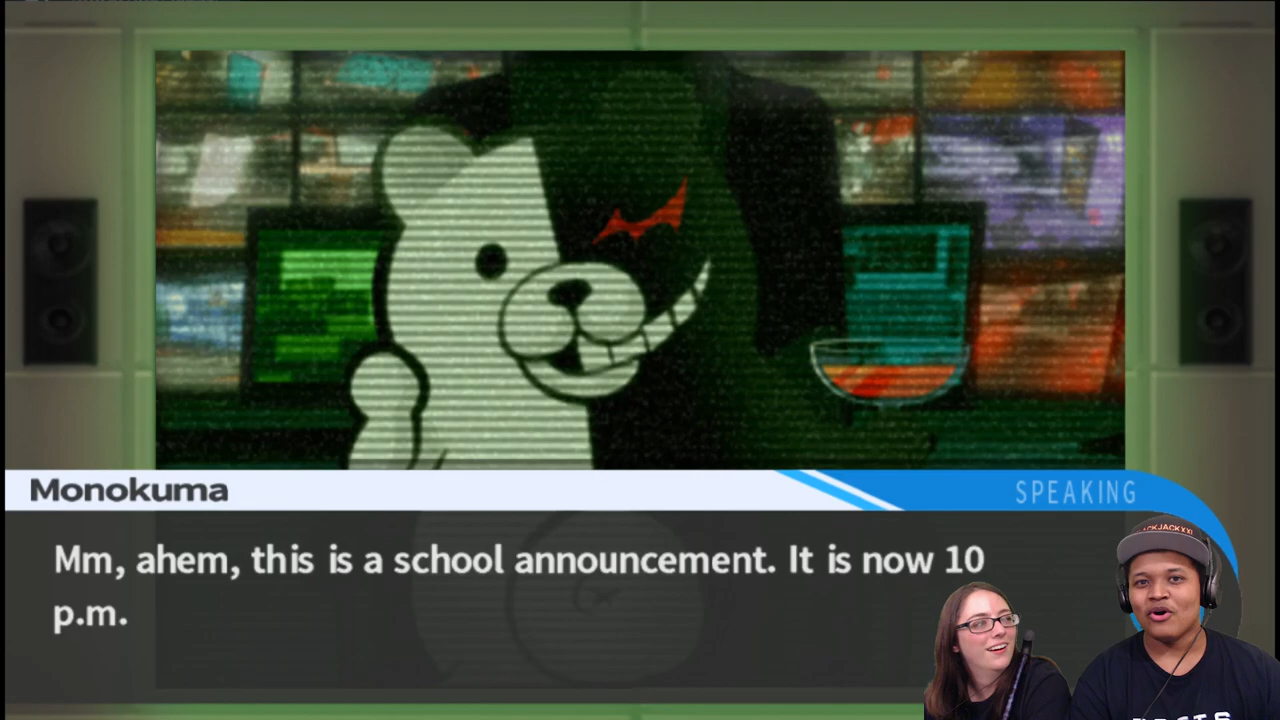 Monokuma
SPEAKING
Mm, ahem, this is a school announcement. It is now 10
p.m.